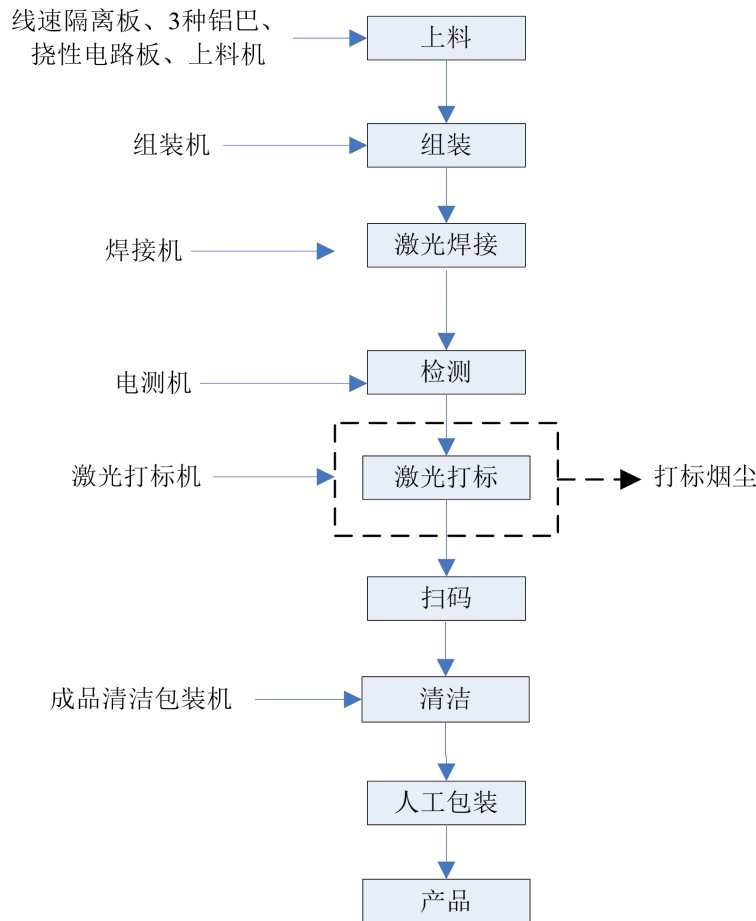 线速隔离板、3种铝巴、
挠性电路板、上料机
上料
组装机
组装
焊接机
激光焊接
电测机
检测
激光打标机
激光打标
打标烟尘
扫码
成品清洁包装机
清洁
人工包装
产品